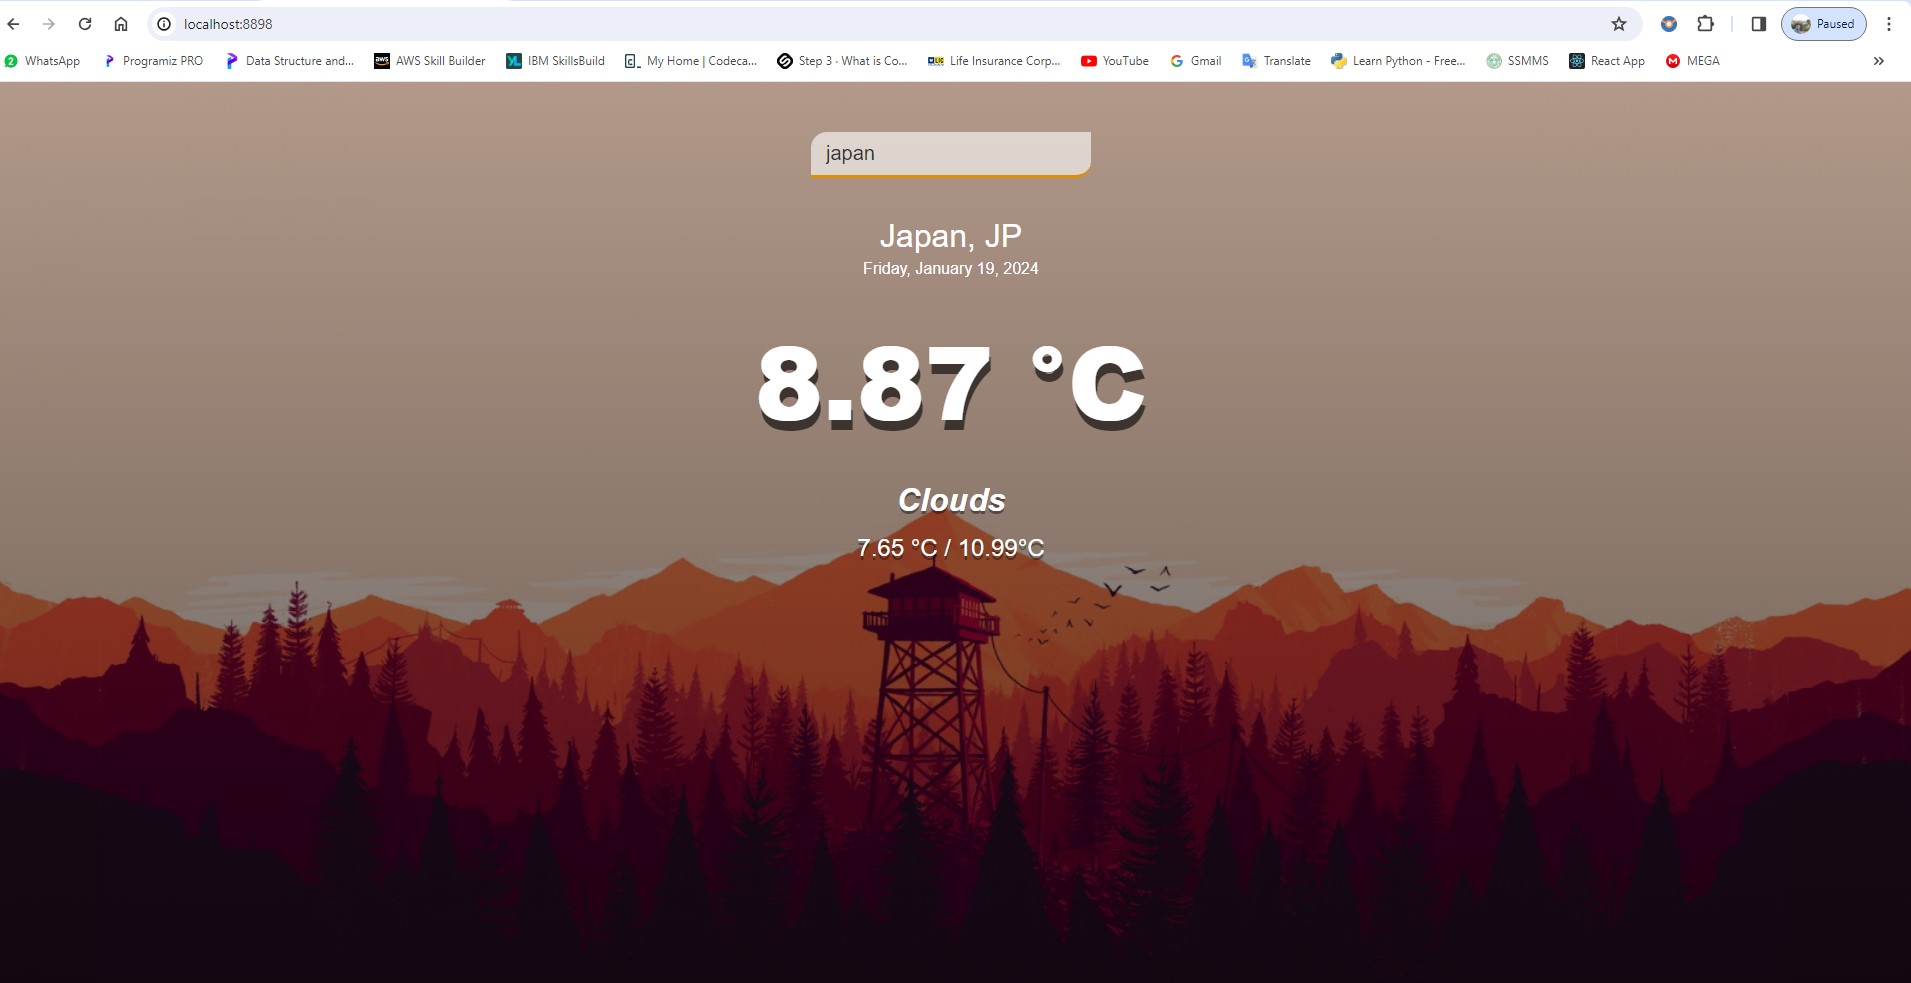 localhost:8898
Paused
WhatsApp Programiz PRO Data Structure and... AWS Skill Builder IBM SkillsBuild My Home | Codeca... Step 3 · What is Co... Life Insurance Corp... YouTube Gmail Translate Learn Python - Free... SSMMS React App MEGA
japan
Japan, JP
Friday, January 19, 2024
8.87 °C
Clouds
7.65 °C / 10.99°C